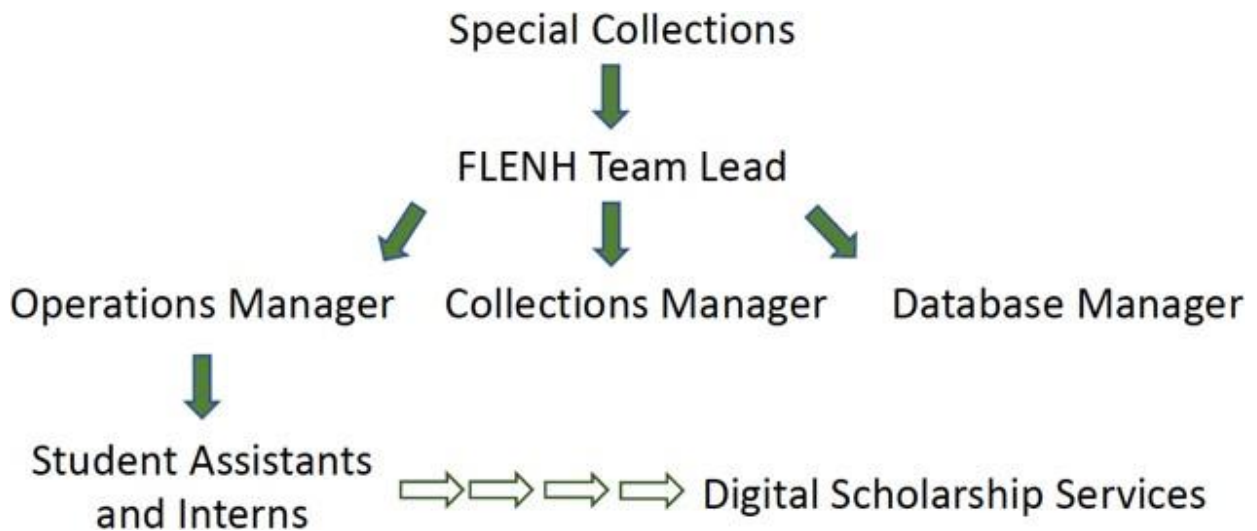 Special Collections
FLENH Team Lead
Operations Manager
Collections Manager
Database Manager
Student Assistants
and Interns
Digital Scholarship Services